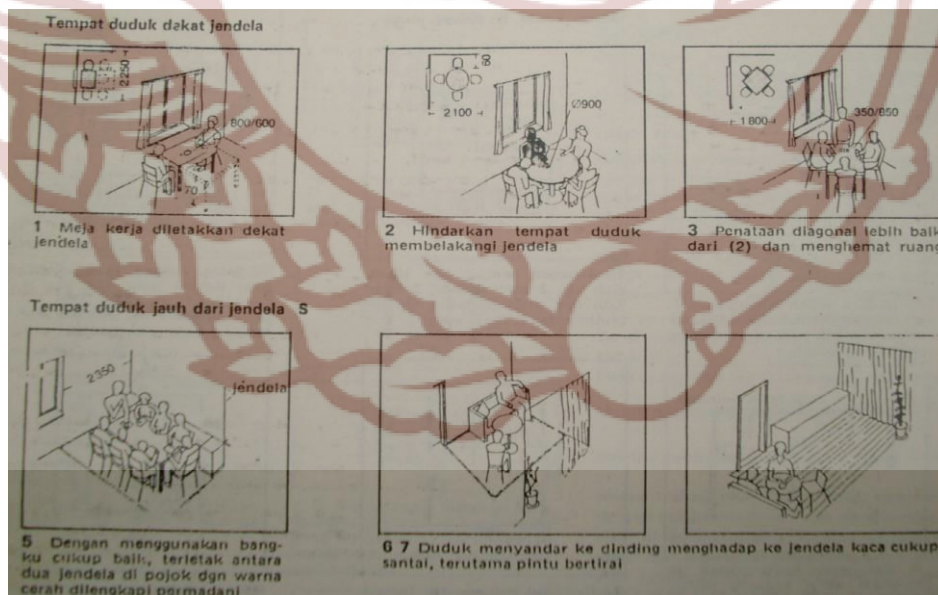 Tempat duduk dekat jendela
2250
800/600
70
2100
80
Ø900
1800
350/850
1 Meja kerja diletakkan dekat
jendela
2 Hindarkan tempat duduk
membelakangi jendela
3 Penataan diagonal lebih baik
dari (2) dan menghemat ruang
Tempat duduk jauh dari jendela S
2350
jendela
5 Dengan menggunakan bang-
ku cukup baik, terletak antara
dua jendela di pojok dgn warna
cerah dilengkapi permadani
6 7 Duduk menyandar ke dinding menghadap ke jendela kaca cukup
santai, terutama pintu bertirai